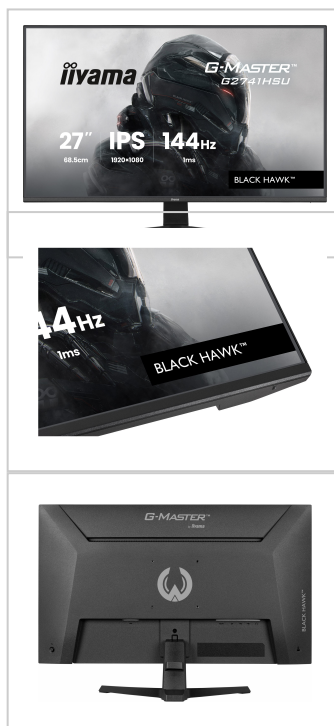 iiyama
G-MASTER™
G2741HSU
27" IPS 144Hz
68.5cm 1920×1080 1ms
BLACK HAWK™
44Hz
1ms
BLACK HAWK™
G-MASTER™
by iiyama
BLACK HAWK™